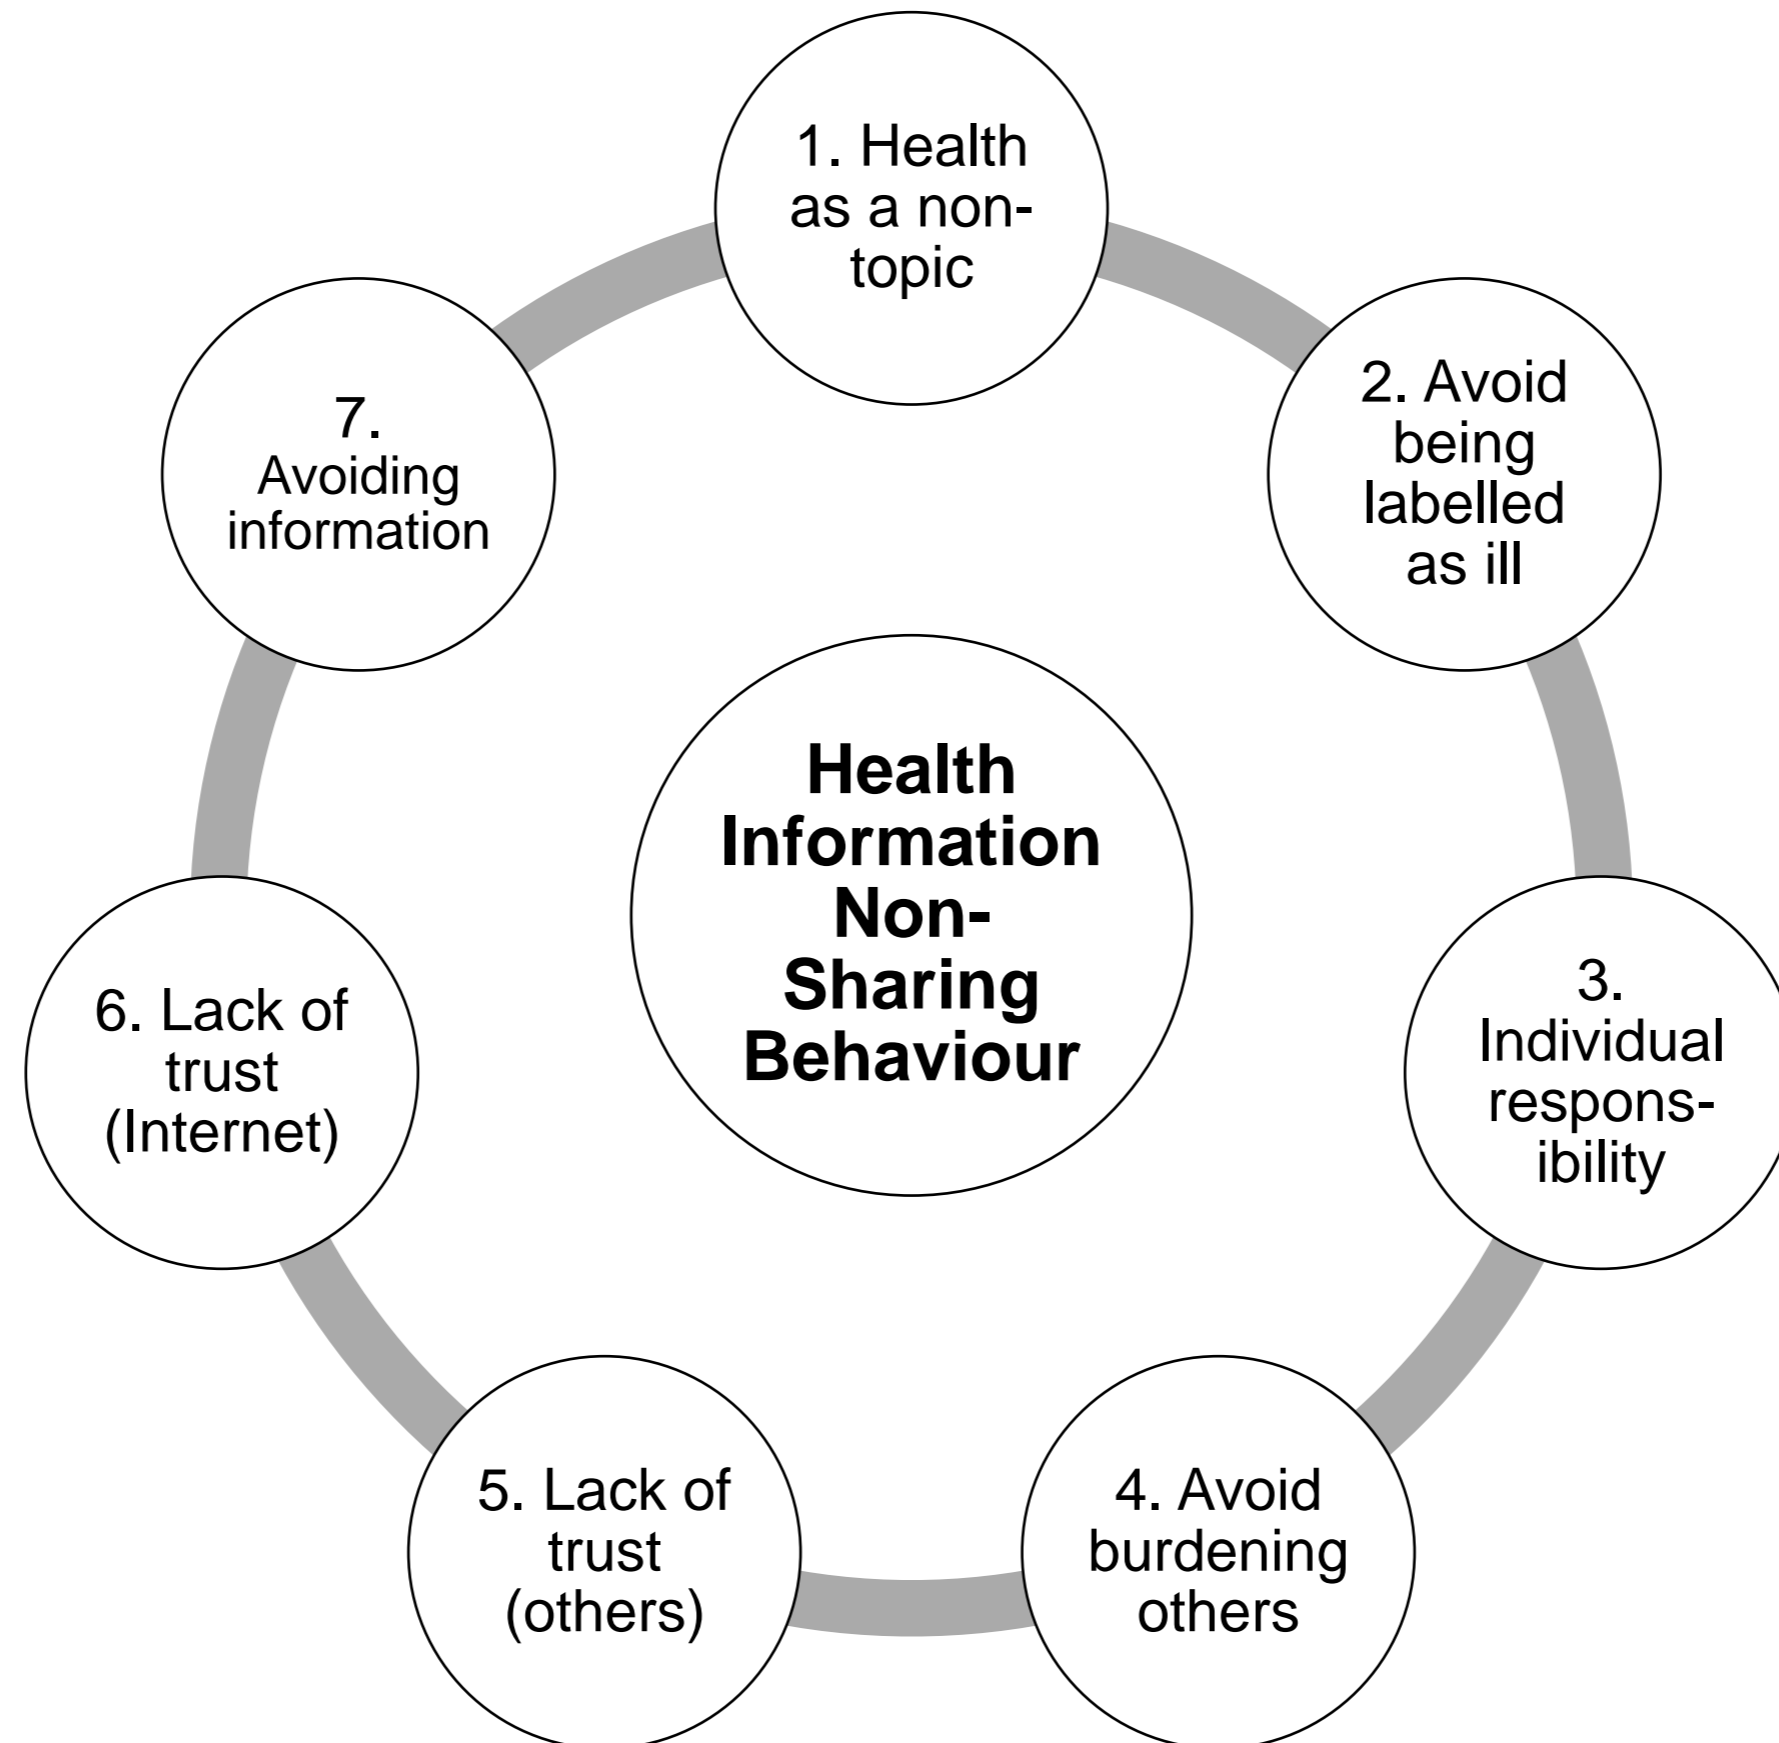 1. Health
as a non-
topic
2. Avoid
being
labelled
as ill
3.
Individual
respons-
ibility
4. Avoid
burdening
others
5. Lack of
trust
(others)
6. Lack of
trust
(Internet)
7.
Avoiding
information
Health
Information
Non-
Sharing
Behaviour